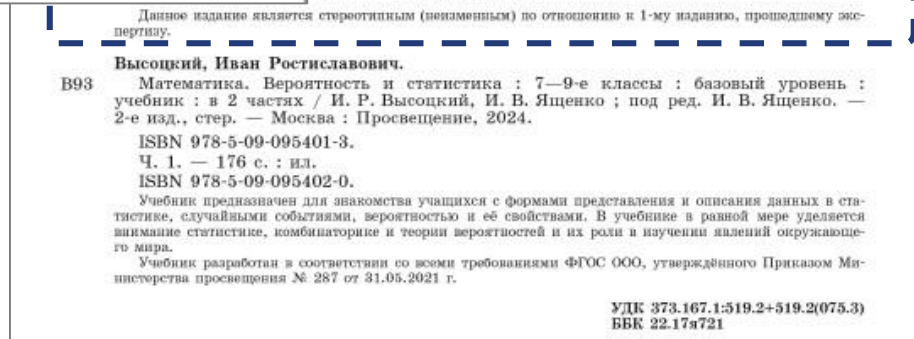 Данное издание является стереотипным (неизменным) по отношению к 1-му изданию, прошедшему экс-
пертизу.
Высоцкий, Иван Ростиславович.
В93 Математика. Вероятность и статистика : 7—9-е классы : базовый уровень :
учебник : в 2 частях / И. Р. Высоцкий, И. В. Ященко ; под ред. И. В. Ященко. —
2-е изд., стер. — Москва : Просвещение, 2024.
ISBN 978-5-09-095401-3.
Ч. 1. — 176 с. : ил.
ISBN 978-5-09-095402-0.
Учебник предназначен для знакомства учащихся с формами представления и описания данных в ста-
тистике, случайными событиями, вероятностью и её свойствами. В учебнике в равной мере уделяется
внимание статистике, комбинаторике и теории вероятностей и их роли в изучении явлений окружающе-
го мира.
Учебник разработан в соответствии со всеми требованиями ФГОС ООО, утверждённого Приказом Ми-
нистерства просвещения № 287 от 31.05.2021 г.
УДК 373.167.1:519.2+519.2(075.3)
ББК 22.17я721